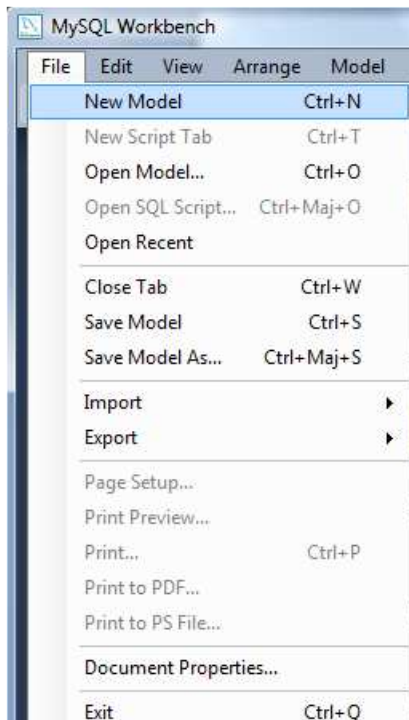 MySQL Workbench
File Edit View Arrange Model
New Model Ctrl+N
New Script Tab Ctrl+T
Open Model... Ctrl+O
Open SQL Script... Ctrl+Maj+O
Open Recent
Close Tab Ctrl+W
Save Model Ctrl+S
Save Model As... Ctrl+Maj+S
Import
Export
Page Setup...
Print Preview...
Print... Ctrl+P
Print to PDF...
Print to PS File...
Document Properties...
Exit Ctrl+Q